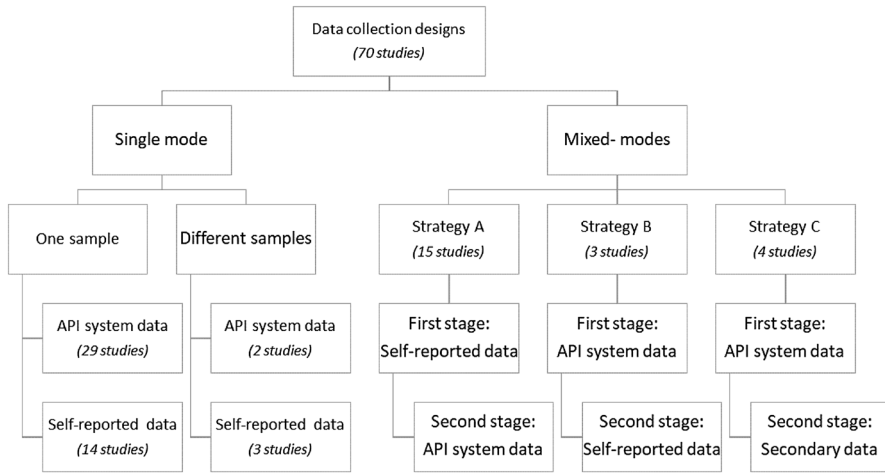 Data collection designs
(70 studies)
Single mode
Mixed- modes
One sample
Different samples
Strategy A
(15 studies)
Strategy B
(3 studies)
Strategy C
(4 studies)
API system data
(29 studies)
API system data
(2 studies)
First stage:
Self-reported data
First stage:
API system data
First stage:
API system data
Self-reported data
(14 studies)
Self-reported data
(3 studies)
Second stage:
API system data
Second stage:
Self-reported data
Second stage:
Secondary data